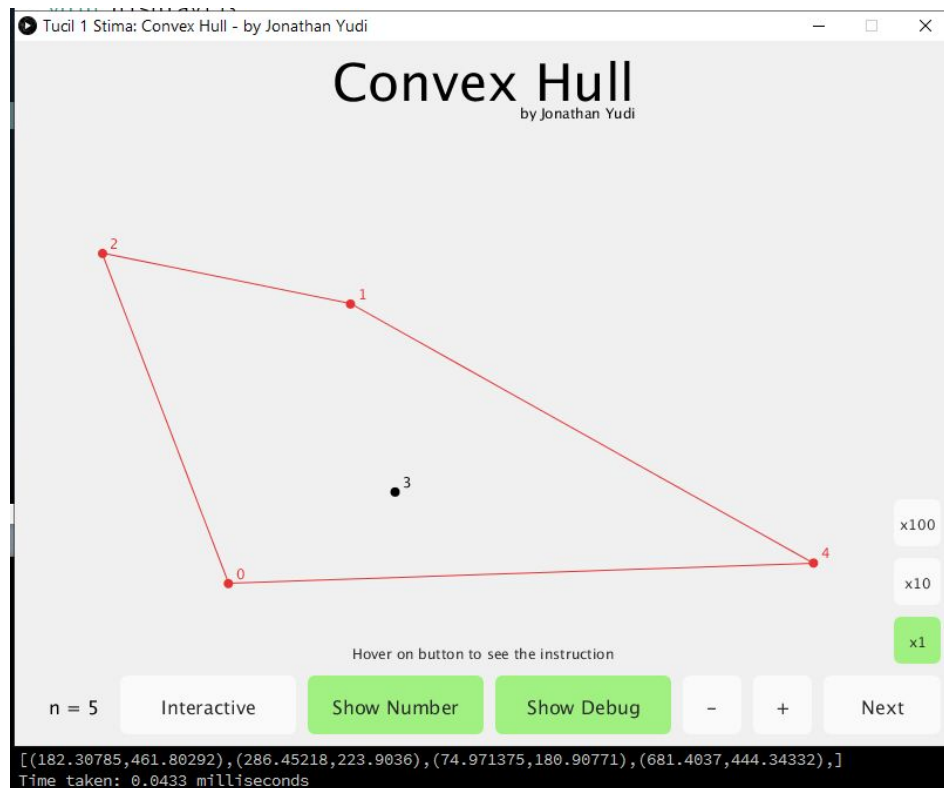 Tucil 1 Stima: Convex Hull - by Jonathan Yudi
Convex Hull
by Jonathan Yudi
2
1
3
4
0
x100
x10
x1
Hover on button to see the instruction
n = 5
Interactive
Show Number
Show Debug
-
+
Next
[(182.30785,461.80292),(286.45218,223.9036),(74.971375,180.90771),(681.4037,444.34332),]
Time taken: 0.0433 milliseconds